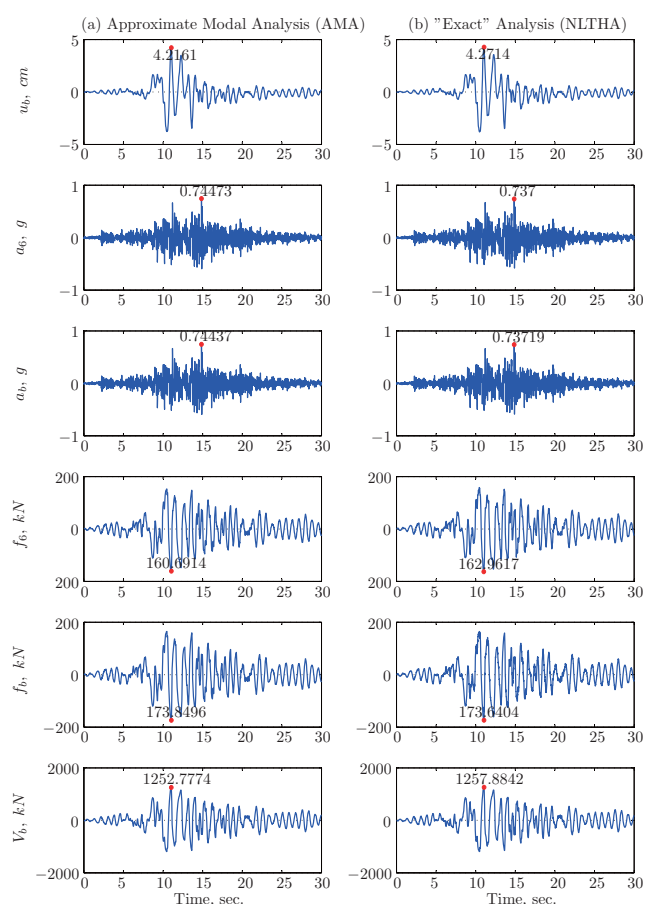 (a) Approximate Modal Analysis (AMA)
(b) "Exact" Analysis (NLTHA)
u_b, cm
5
0
−5
4.2161
0 5 10 15 20 25 30
5
0
−5
4.2714
0 5 10 15 20 25 30
a_6, g
1
0
−1
0.74473
0 5 10 15 20 25 30
1
0
−1
0.737
0 5 10 15 20 25 30
a_b, g
1
0
−1
0.74437
0 5 10 15 20 25 30
1
0
−1
0.73719
0 5 10 15 20 25 30
f_6, kN
200
0
200
160.6914
0 5 10 15 20 25 30
200
0
200
162.9617
0 5 10 15 20 25 30
f_b, kN
200
0
−200
173.8496
0 5 10 15 20 25 30
200
0
−200
173.6404
0 5 10 15 20 25 30
V_b, kN
2000
0
−2000
1252.7774
0 5 10 15 20 25 30
Time, sec.
2000
0
−2000
1257.8842
0 5 10 15 20 25 30
Time, sec.